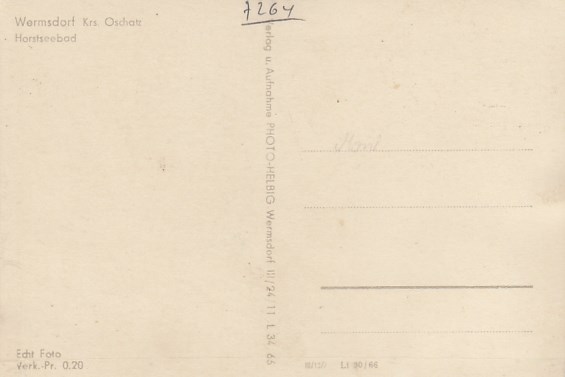 7264
Wermsdorf Krs. Oschatz
Horstseebad
Verlag u. Aufnahme PHOTO-HELBIG Wermsdorf III/24 11 L 34 65
Echt Foto
Verk.-Pr. 0,20